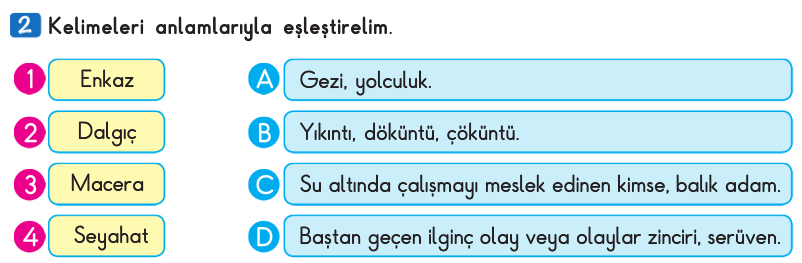 2 Kelimeleri anlamlarıyla eşleştirelim.
1 Enkaz A Gezi, yolculuk.
2 Dalgıç B Yıkıntı, döküntü, çöküntü.
3 Macera C Su altında çalışmayı meslek edinen kimse, balık adam.
4 Seyahat D Baştan geçen ilginç olay veya olaylar zinciri, serüven.